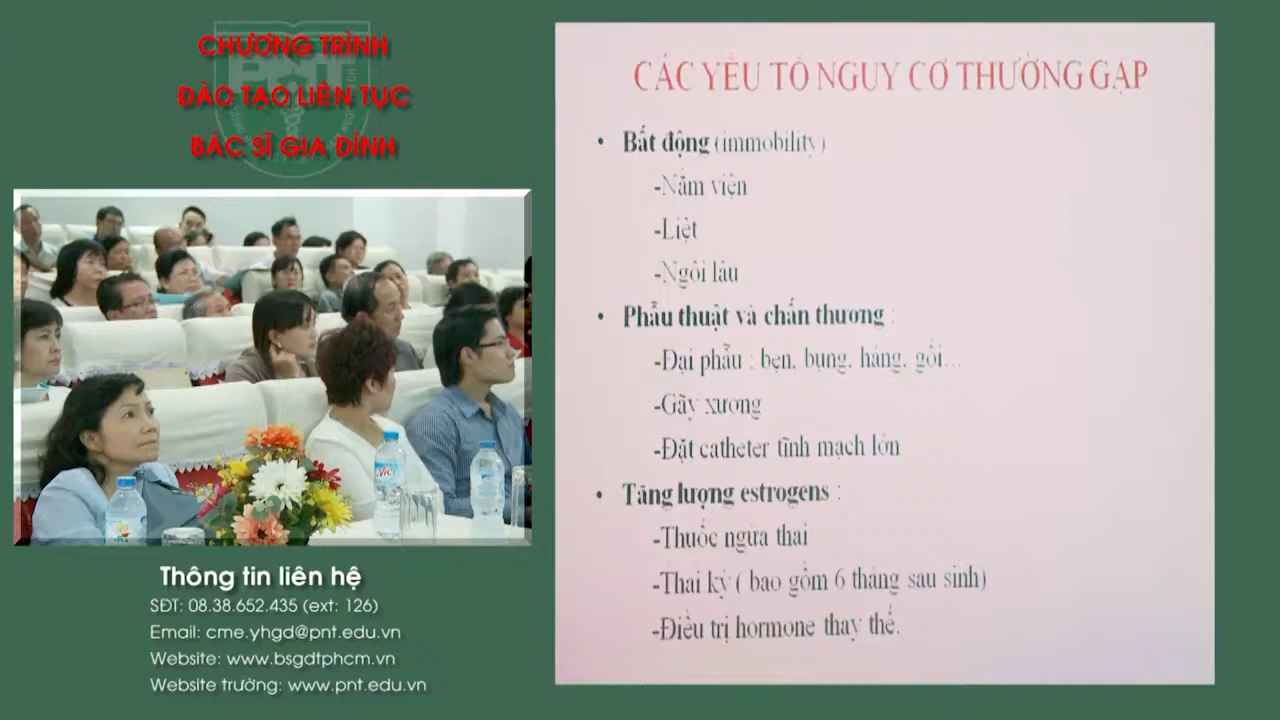 CHƯƠNG TRÌNH
ĐÀO TẠO LIÊN TỤC
BÁC SĨ GIA ĐÌNH
PNT
Thông tin liên hệ
SĐT: 08.38.652.435 (ext: 126)
Email: cme.yhgd@pnt.edu.vn
Website: www.bsgdtphcm.vn
Website trường: www.pnt.edu.vn
CÁC YẾU TỐ NGUY CƠ THƯỜNG GẶP
• Bất động (immobility)
-Nằm viện
-Liệt
-Ngồi lâu
• Phẫu thuật và chấn thương :
-Đại phẫu : bẹn, bụng, háng, gối...
-Gãy xương
-Đặt catheter tĩnh mạch lớn
• Tăng lượng estrogens :
-Thuốc ngừa thai
-Thai kỳ ( bao gồm 6 tháng sau sinh)
-Điều trị hormone thay thế.